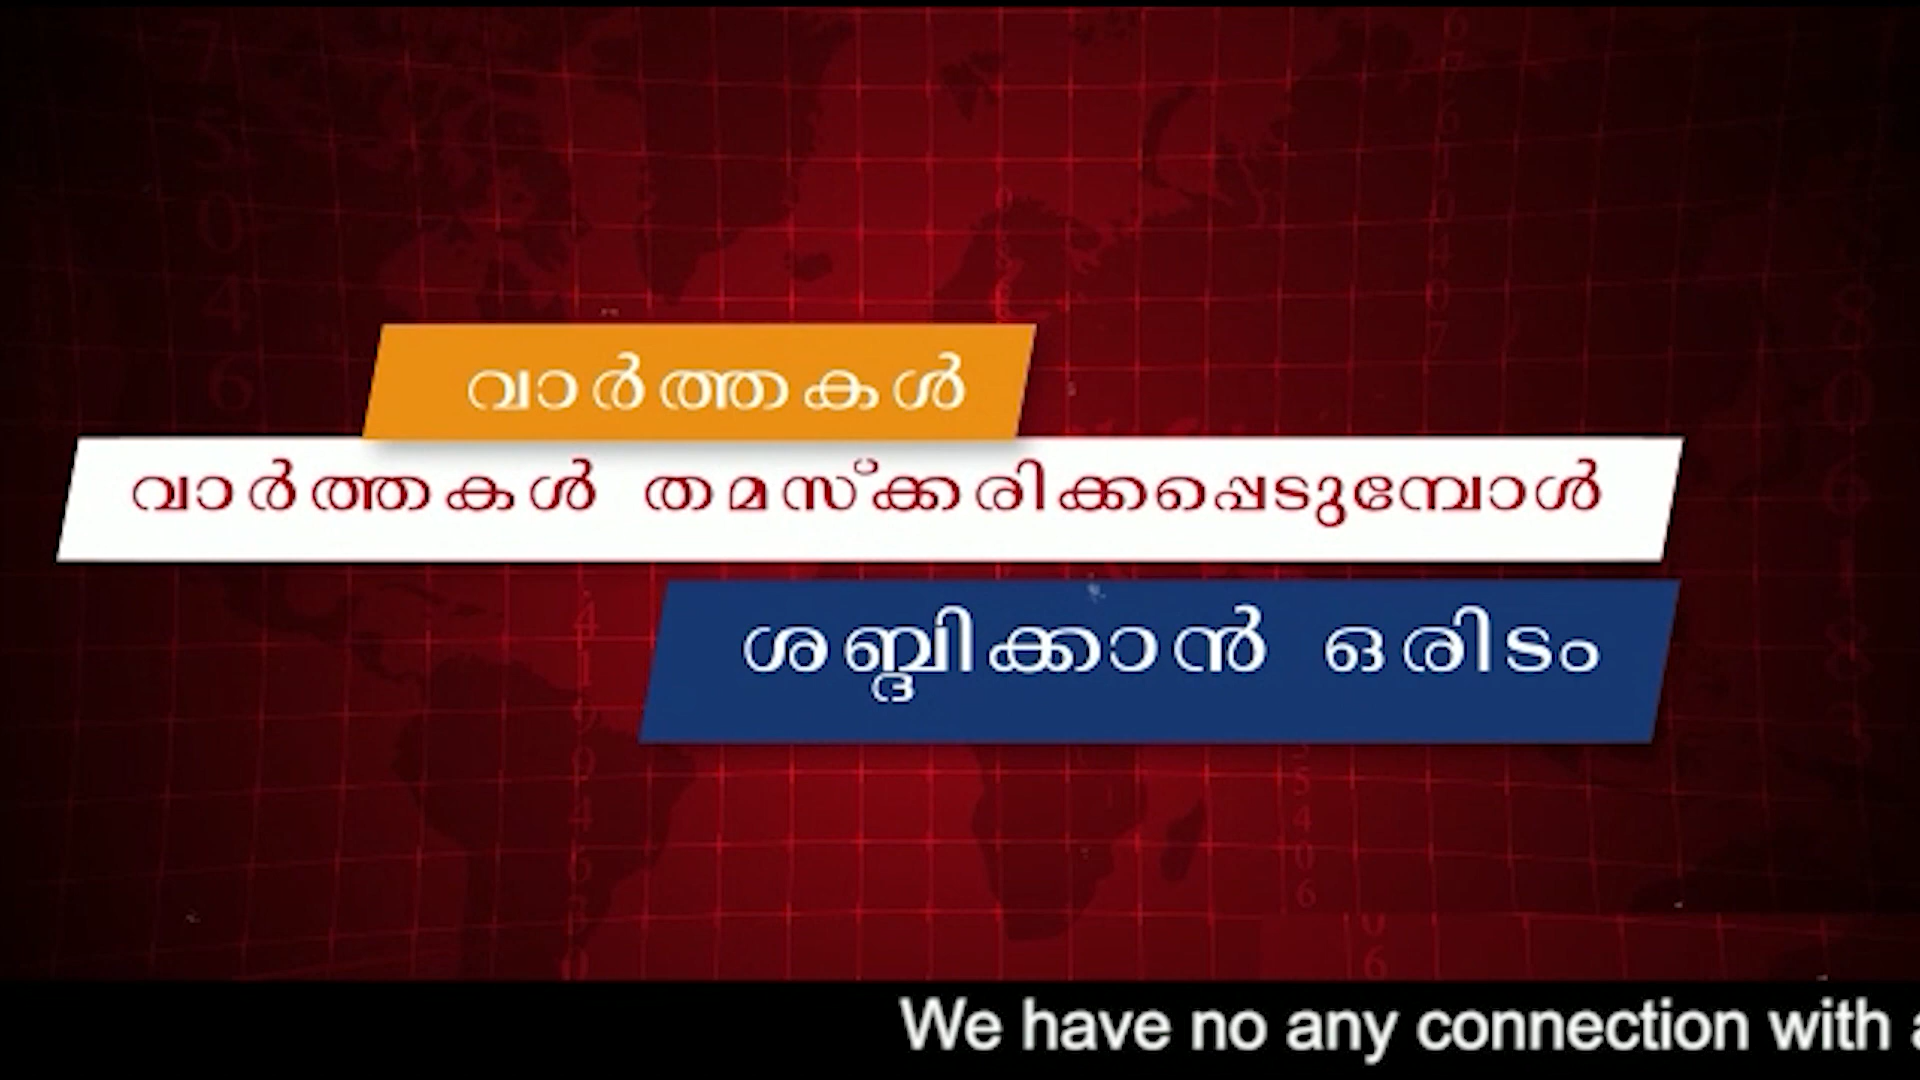 വാർത്തകൾ
വാർത്തകൾ തമസ്ക്കരിക്കപ്പെടുമ്പോൾ
ശബ്ദിക്കാൻ ഒരിടം
We have no any connection with